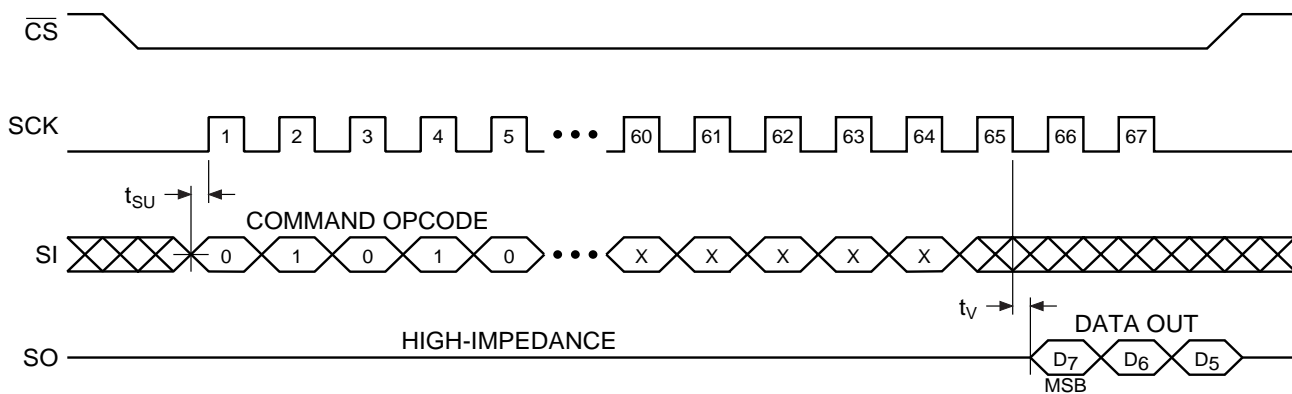 CS
SCK 1 2 3 4 5 ••• 60 61 62 63 64 65 66 67
tSU
COMMAND OPCODE
SI 0 1 0 1 0 ••• X X X X X
tV
HIGH-IMPEDANCE DATA OUT
SO D7 D6 D5
MSB